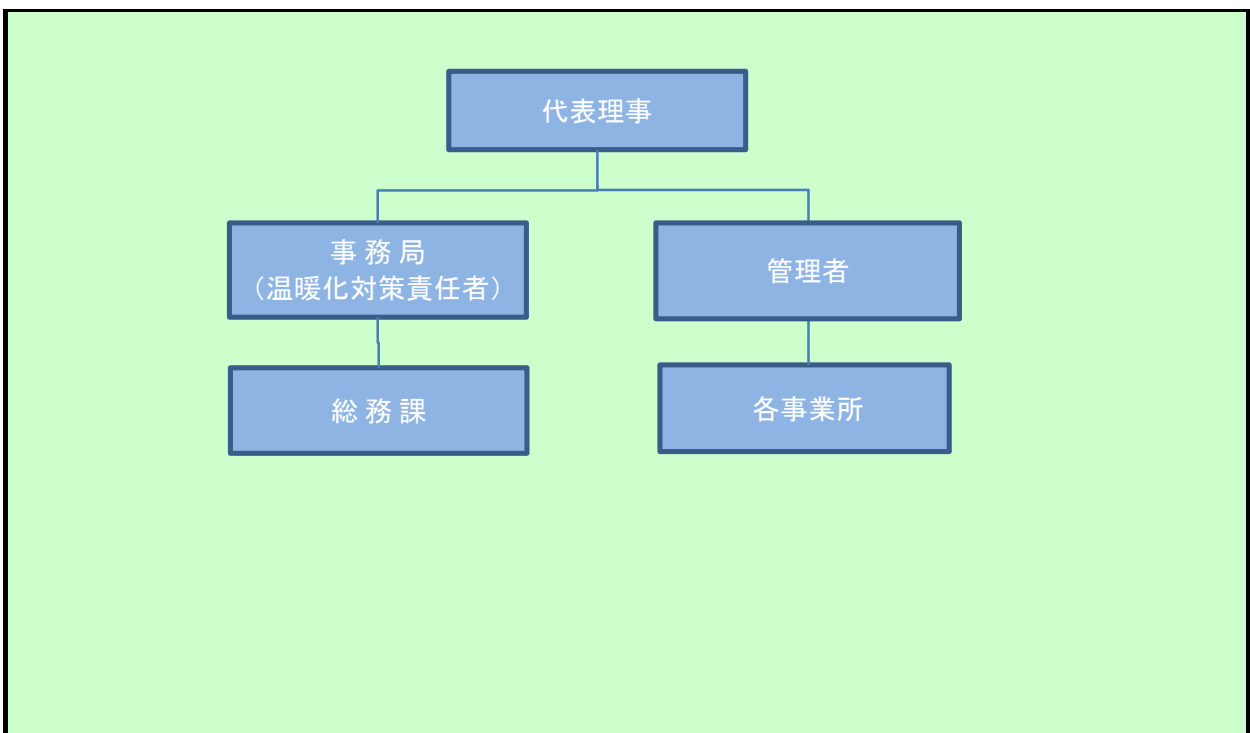 代表理事
事 務 局
（温暖化対策責任者）
管理者
総 務 課
各事業所